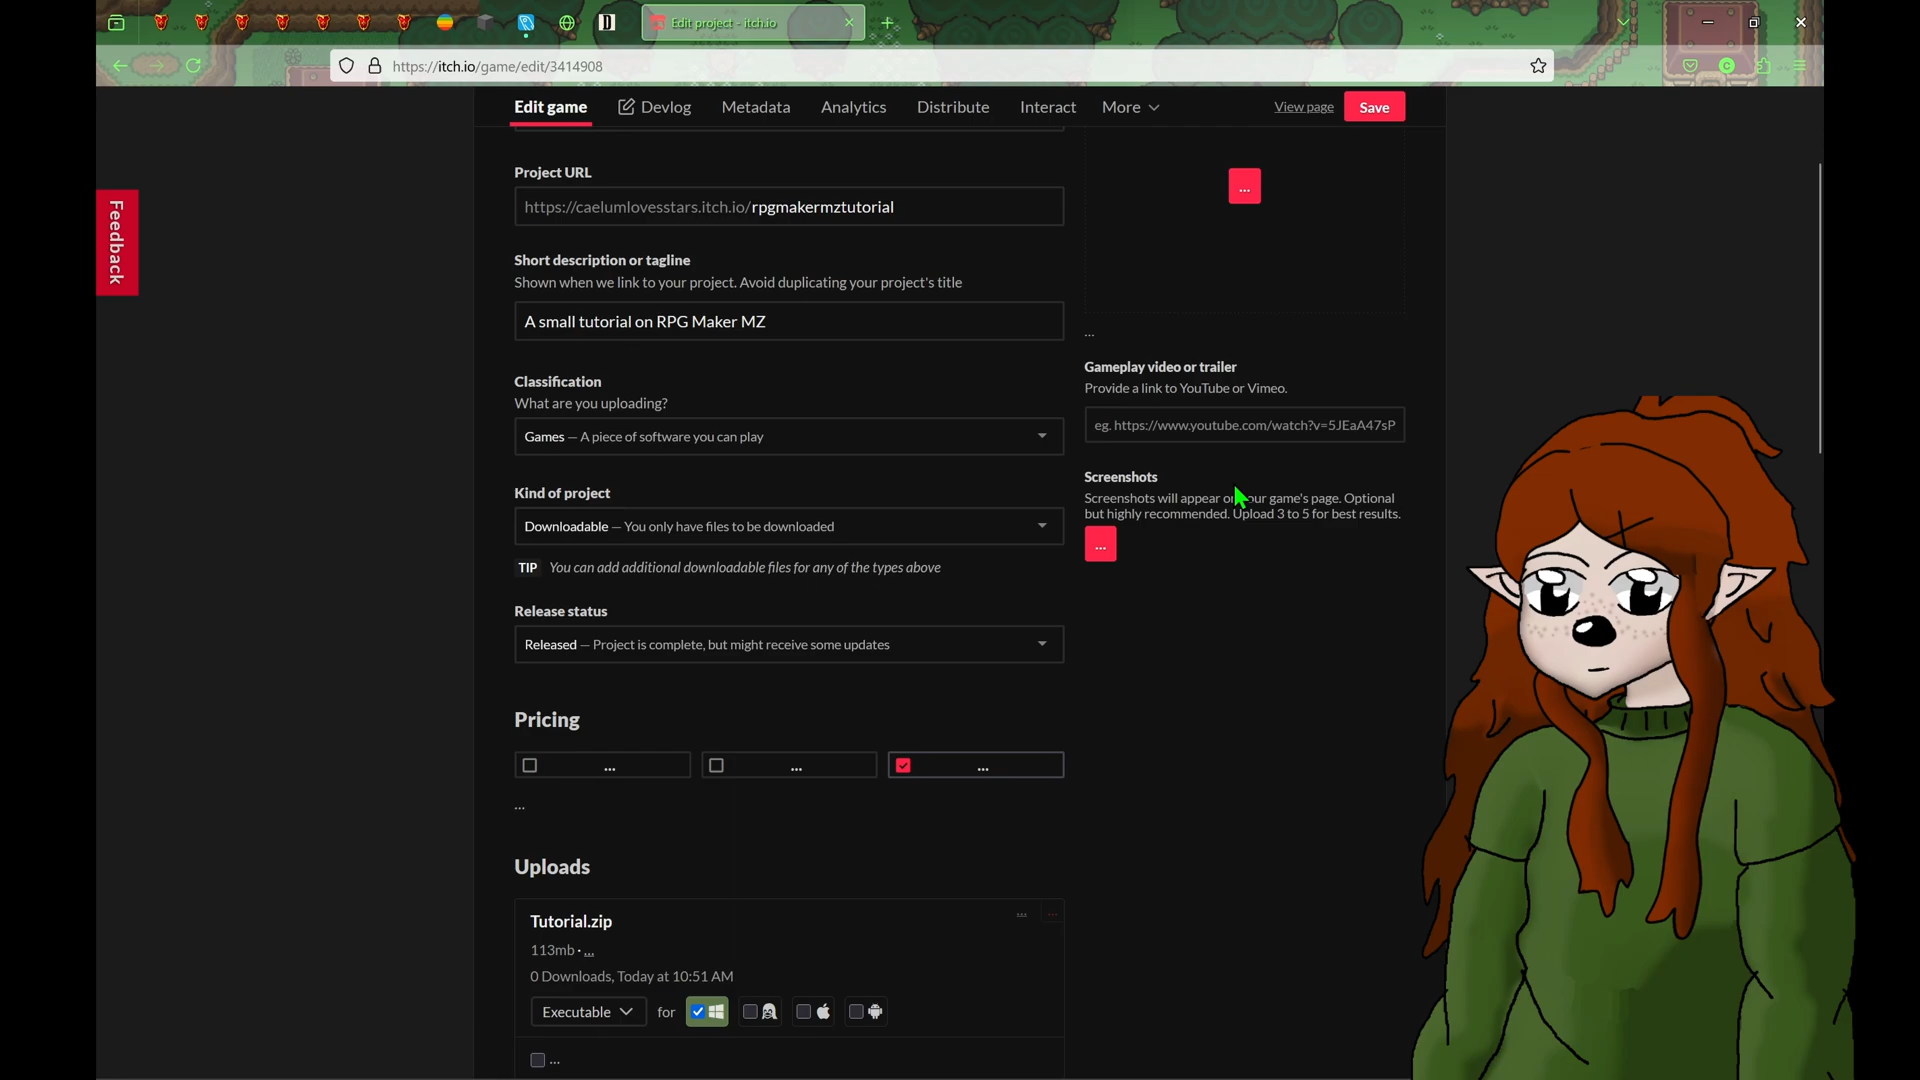 Edit project - itch.io
https://itch.io/game/edit/3414908
Edit game Devlog Metadata Analytics Distribute Interact More View page Save
Feedback
Project URL
https://caelumlovesstars.itch.io/rpgmakermztutorial
...
Short description or tagline
Shown when we link to your project. Avoid duplicating your project's title
A small tutorial on RPG Maker MZ
...
Classification
What are you uploading?
Games — A piece of software you can play
Kind of project
Downloadable — You only have files to be downloaded
TIP You can add additional downloadable files for any of the types above
Release status
Released — Project is complete, but might receive some updates
Gameplay video or trailer
Provide a link to YouTube or Vimeo.
eg. https://www.youtube.com/watch?v=5JEaA47sP
Screenshots
Screenshots will appear on your game's page. Optional
but highly recommended. Upload 3 to 5 for best results.
...
Pricing
... ... ...
...
Uploads
Tutorial.zip ... ...
113mb · ...
0 Downloads, Today at 10:51 AM
Executable for
...